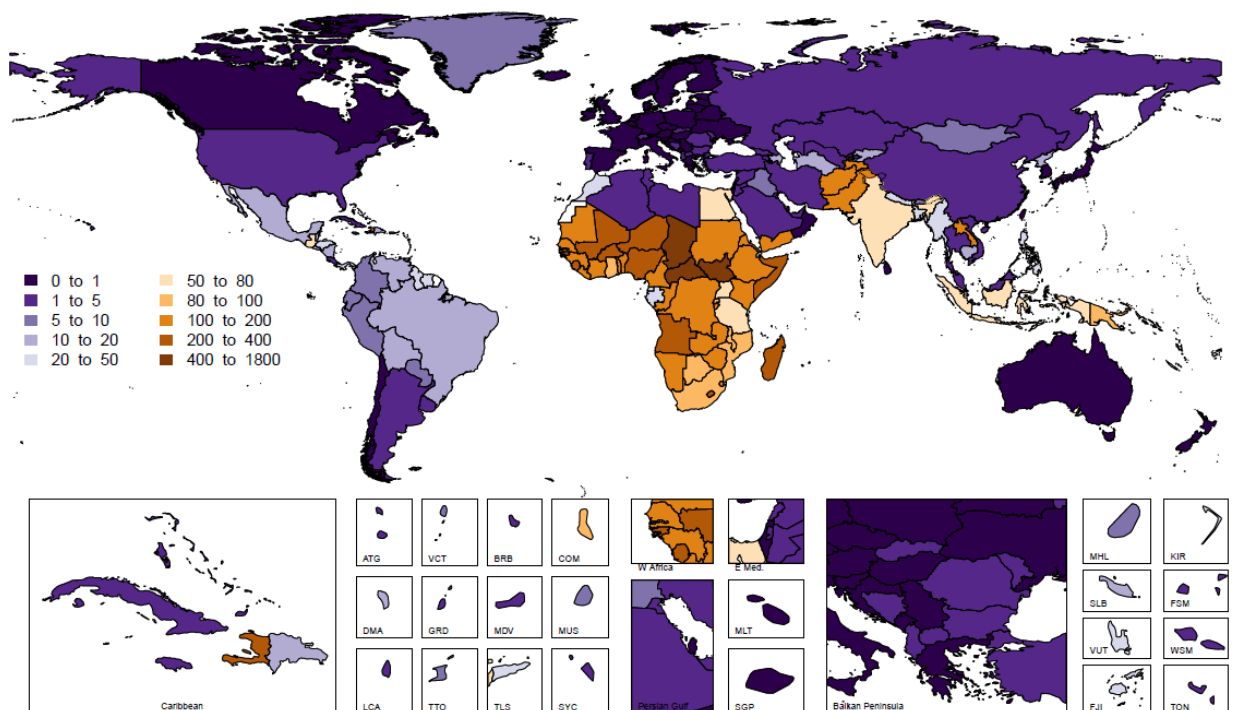 0 to 1
1 to 5
5 to 10
10 to 20
20 to 50
50 to 80
80 to 100
100 to 200
200 to 400
400 to 1800
Caribbean
ATG
VCT
BRB
COM
DMA
GRD
MDV
MUS
LCA
TTO
TLS
SYC
W Africa
E Med.
Persian Gulf
MLT
SGP
Balkan Peninsula
MHL
KIR
SLB
FSM
VUT
WSM
FJI
TON